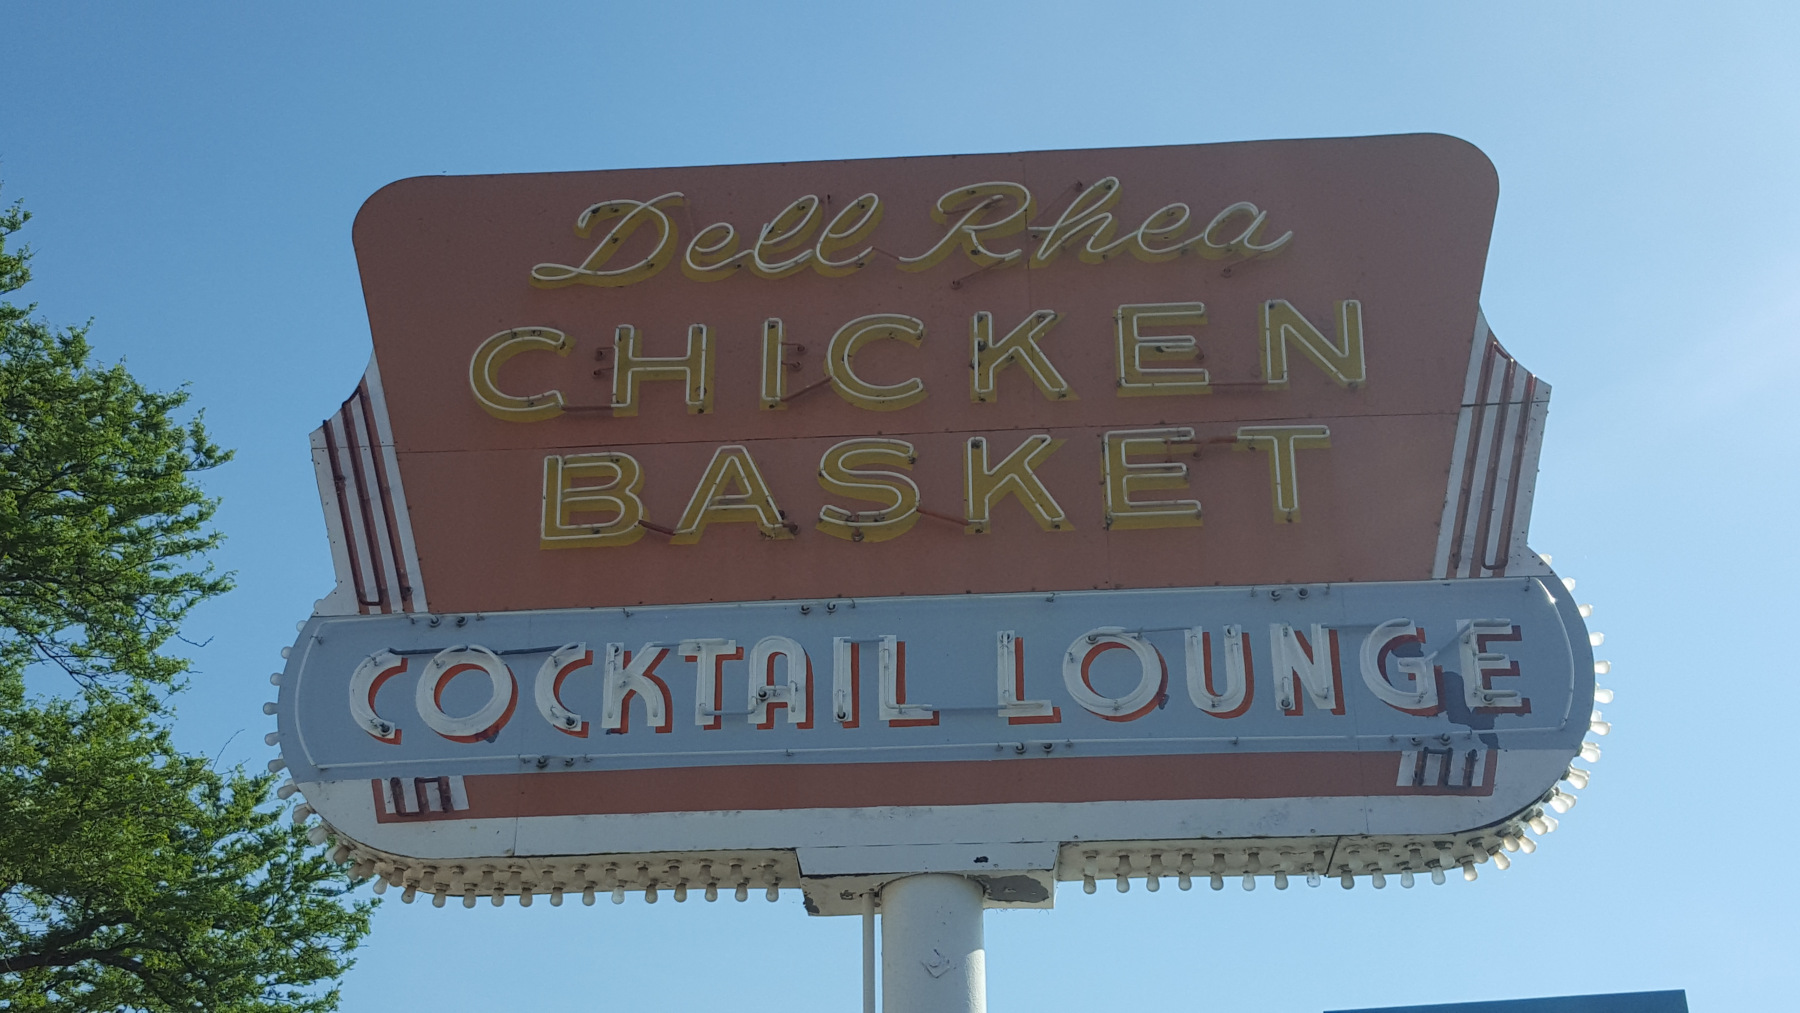 Dell Rhea
CHICKEN
BASKET
COCKTAIL LOUNGE